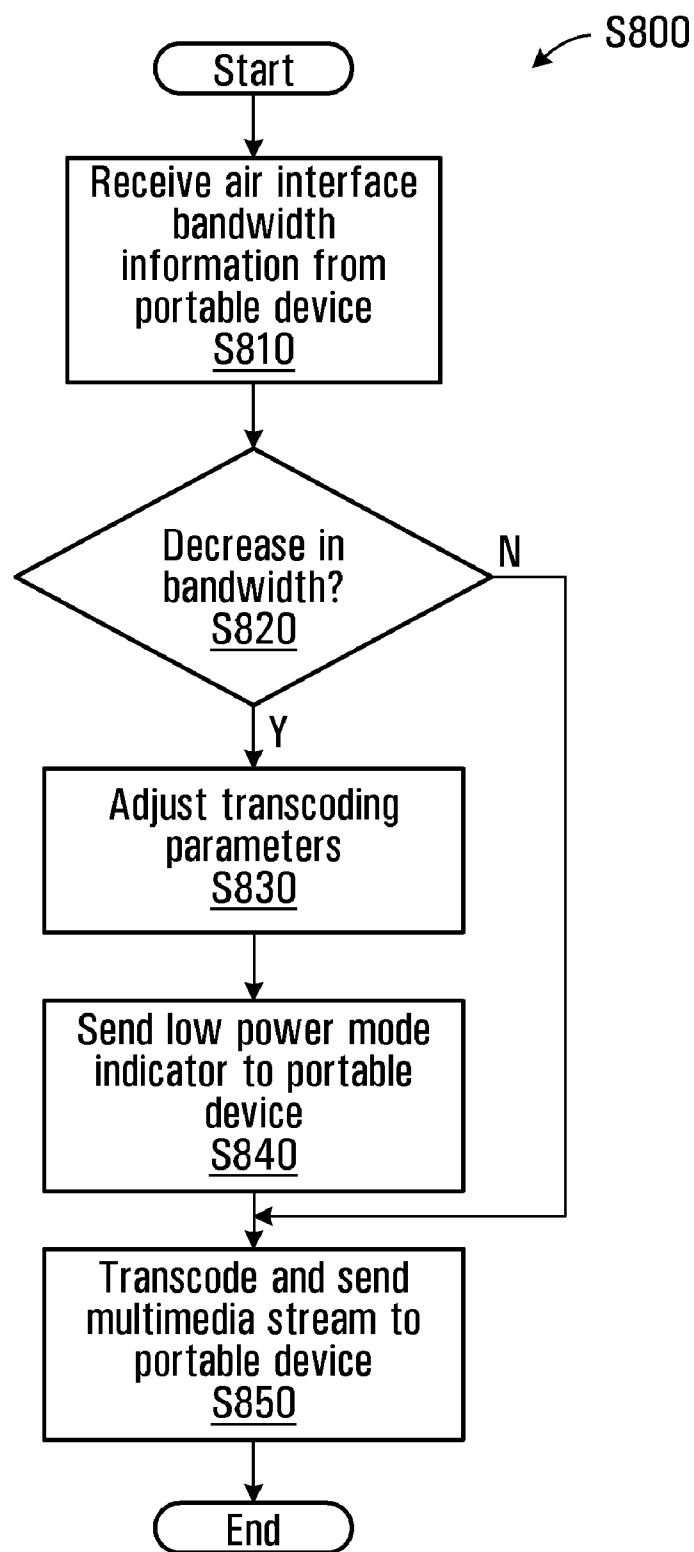 S800
Start
Receive air interface
bandwidth
information from
portable device
S810
Decrease in
bandwidth?
S820
N
Y
Adjust transcoding
parameters
S830
Send low power mode
indicator to portable
device
S840
Transcode and send
multimedia stream to
portable device
S850
End